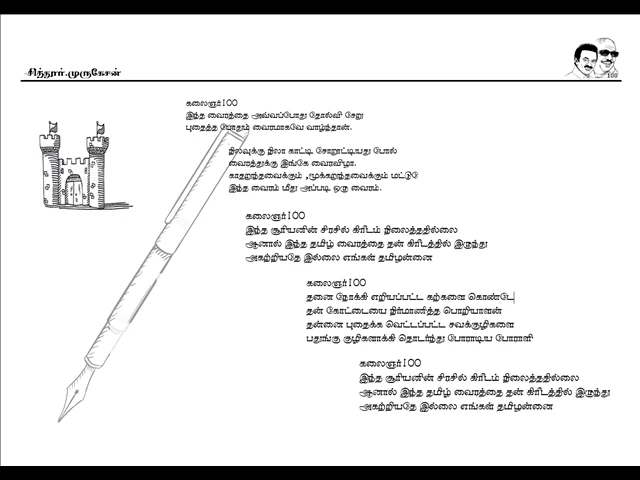 -சிந்தூர்.முருகேசன்
100
கலைஞர்100
இந்த வைரத்தை அவ்வப்போது தோல்வி சேறு
புதைத்த போதும் வைரமாகவே வாழ்ந்தான்.
நிலவுக்கு நிலா காட்டி சோறூட்டியது போல்
வைரத்துக்கு இங்கே வைரவிழா.
காதறந்தவைக்கும் ,மூக்கறந்தவைக்கும் மட்டுமே
இந்த வைரம் மீது அப்படி ஒரு வைரம்.
கலைஞர்100
இந்த சூரியனின் சிரசில் கிரிடம் நிலைத்ததில்லை
ஆனால் இந்த தமிழ் வைரத்தை தன் கிரிடத்தில் இருந்து
அகற்றியதே இல்லை எங்கள் தமிழன்னை
கலைஞர்100
தனை நோக்கி எறியப்பட்ட கற்களை கொண்டே
தன் கோட்டையை நிர்மாணித்த பொறியாளன்
தன்னை புதைக்க வெட்டப்பட்ட சவக்குழிகளை
பதுங்கு குழிகளாக்கி தொடர்ந்து போராடிய போராளி
கலைஞர்100
இந்த சூரியனின் சிரசில் கிரிடம் நிலைத்ததில்லை
ஆனால் இந்த தமிழ் வைரத்தை தன் கிரிடத்தில் இருந்து
அகற்றியதே இல்லை எங்கள் தமிழன்னை